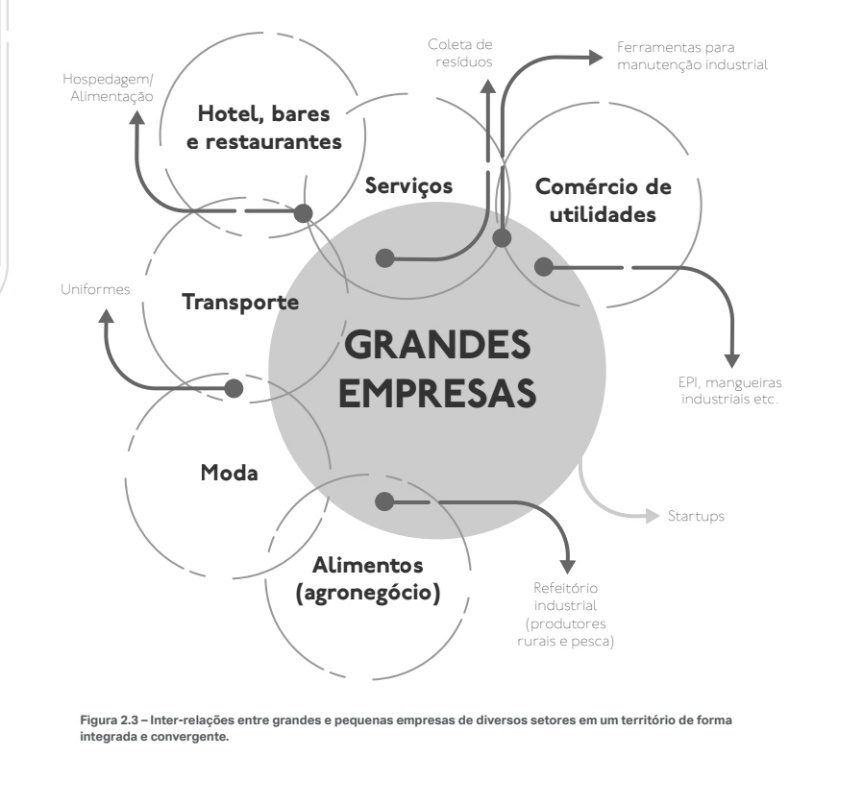 Coleta de
resíduos
Ferramentas para
manutenção industrial
Hospedagem/
Alimentação
Hotel, bares
e restaurantes
Serviços
Comércio de
utilidades
Uniformes
Transporte
GRANDES
EMPRESAS
EPI, mangueiras
industriais etc.
Moda
Startups
Alimentos
(agronegócio)
Refeitório
industrial
(produtores
rurais e pesca)
Figura 2.3 – Inter-relações entre grandes e pequenas empresas de diversos setores em um território de forma
integrada e convergente.